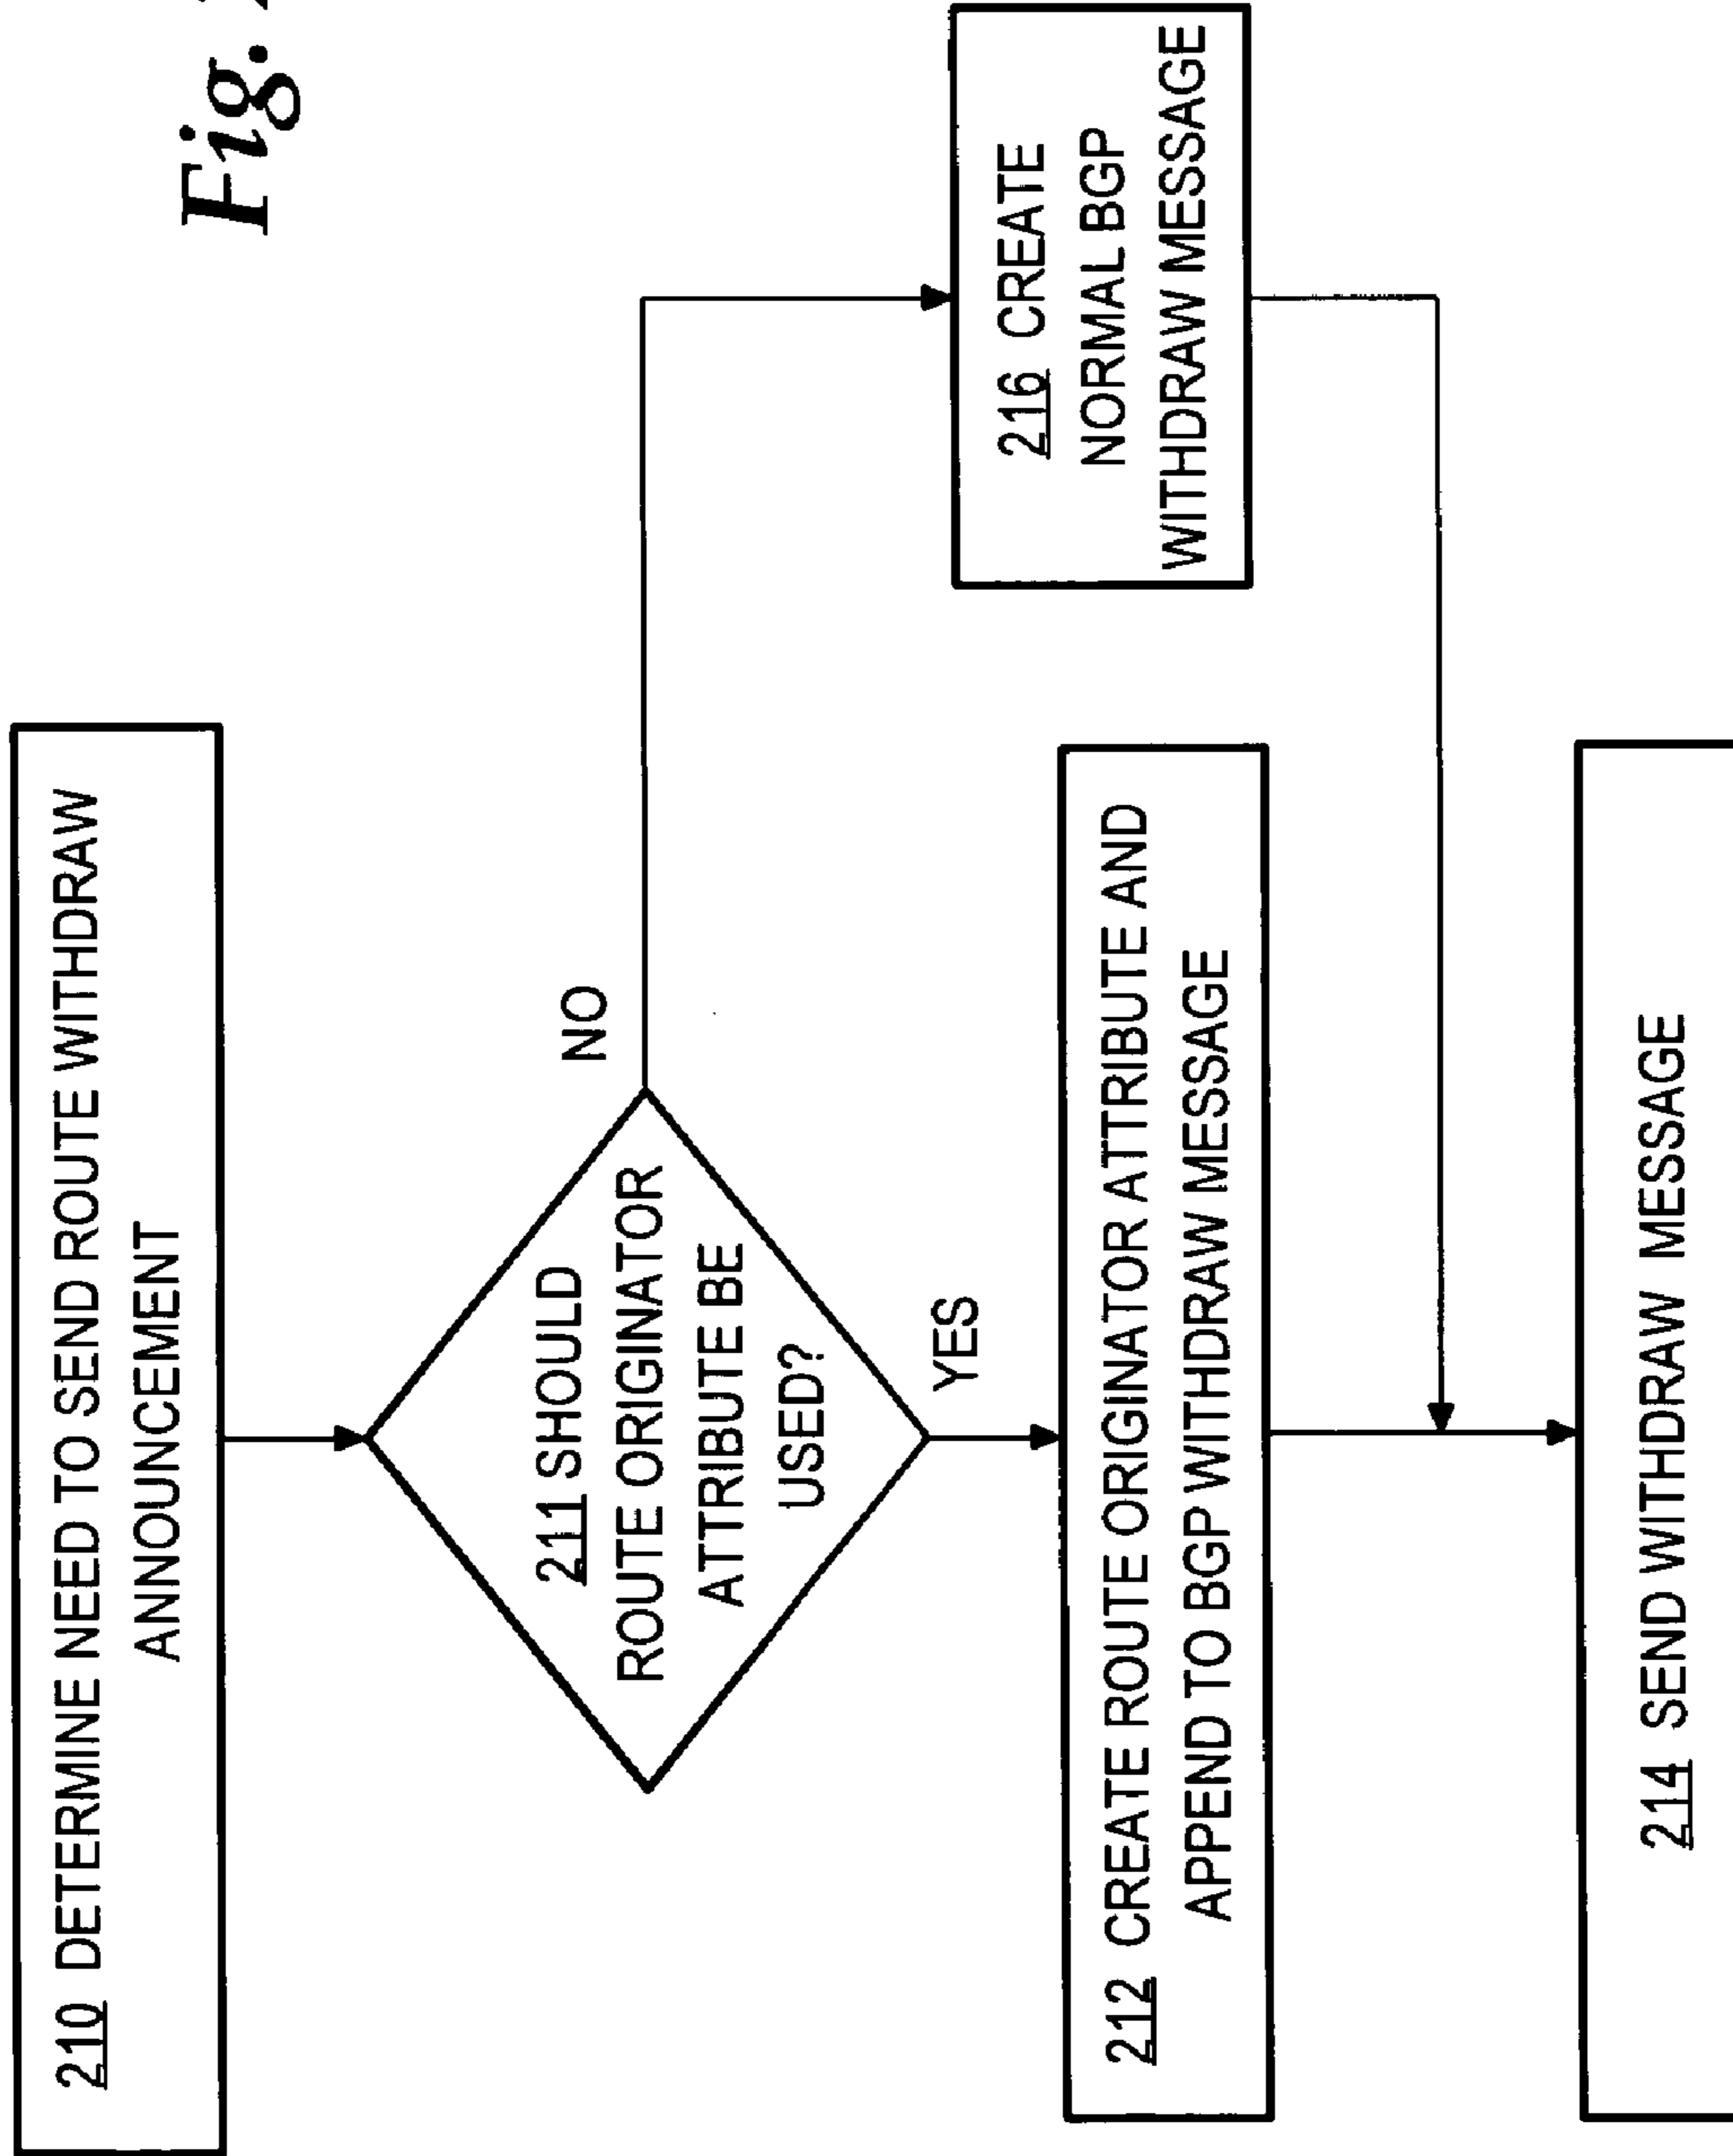 Fig.
210 DETERMINE NEED TO SEND ROUTE WITHDRAW
ANNOUNCEMENT
211 SHOULD
ROUTE ORIGINATOR
ATTRIBUTE BE
USED?
NO
YES
216 CREATE
NORMAL BGP
WITHDRAW MESSAGE
212 CREATE ROUTE ORIGINATOR ATTRIBUTE AND
APPEND TO BGP WITHDRAW MESSAGE
214 SEND WITHDRAW MESSAGE